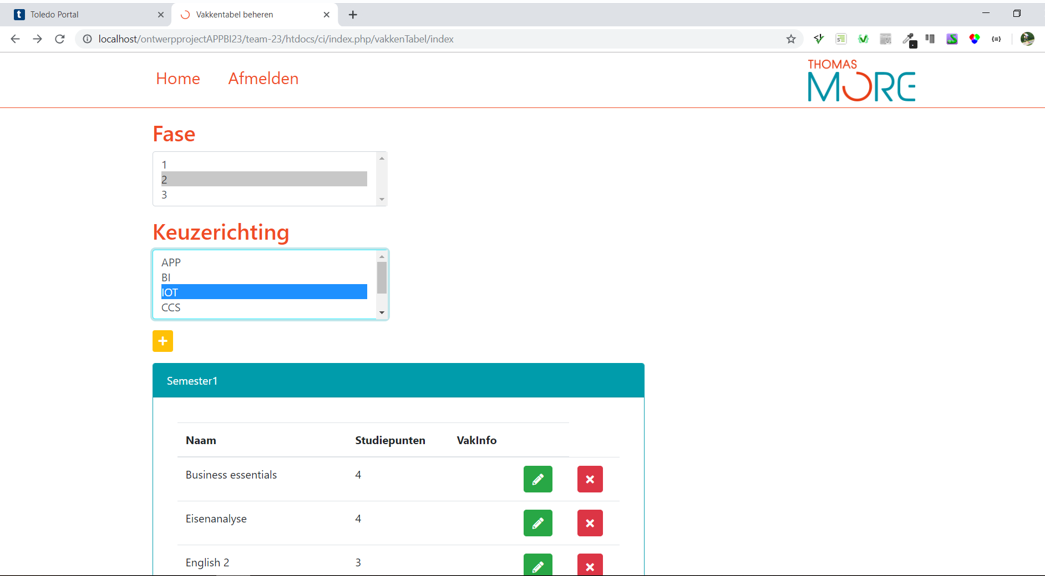 Toledo Portal
Vakkentabel beheren
localhost/ontwerpprojectAPPBI23/team-23/htdocs/ci/index.php/vakkenTabel/index
Home Afmelden
THOMAS
MORE
Fase
1
2
3
Keuzerichting
APP
BI
IOT
CCS
Semester1
Naam Studiepunten VakInfo
Business essentials 4
Eisenanalyse 4
English 2 3